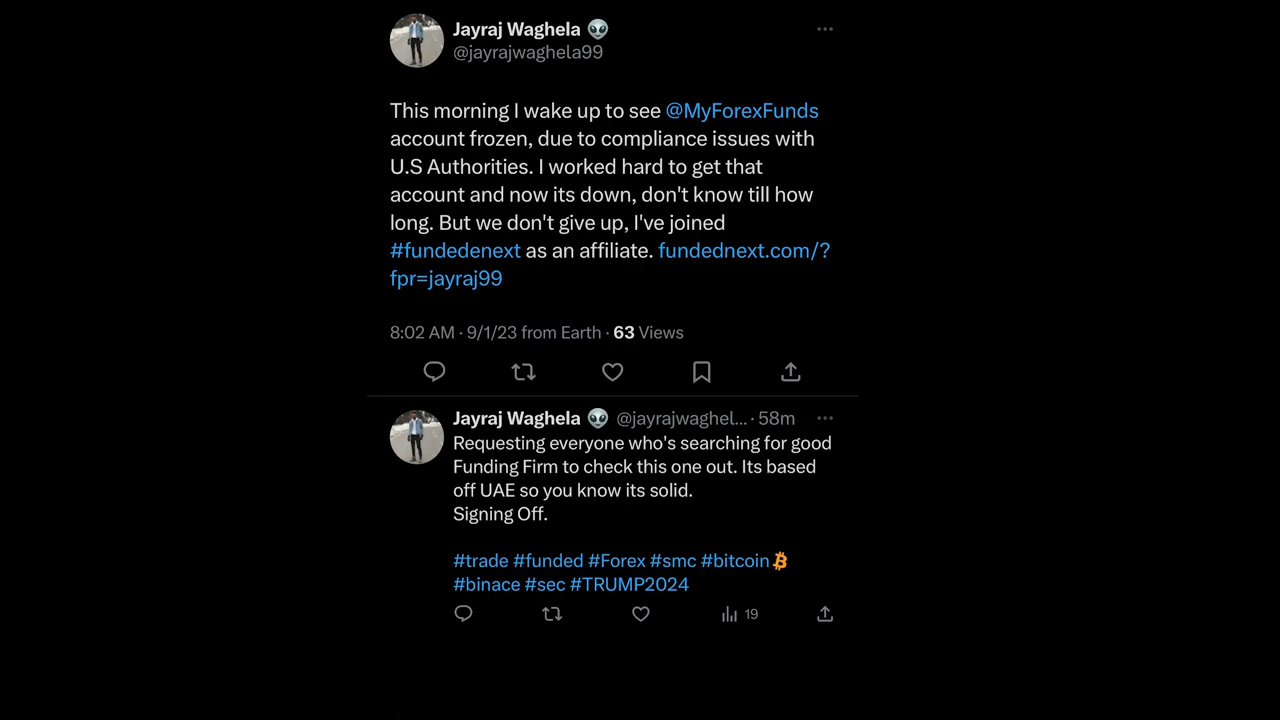 Jayraj Waghela 👽
@jayrajwaghela99
This morning I wake up to see @MyForexFunds
account frozen, due to compliance issues with
U.S Authorities. I worked hard to get that
account and now its down, don't know till how
long. But we don't give up, I've joined
#fundedenext as an affiliate. fundednext.com/?
fpr=jayraj99
8:02 AM · 9/1/23 from Earth · 63 Views
Jayraj Waghela 👽 @jayrajwaghel... · 58m
Requesting everyone who's searching for good
Funding Firm to check this one out. Its based
off UAE so you know its solid.
Signing Off.
#trade #funded #Forex #smc #bitcoin
#binace #sec #TRUMP2024
19